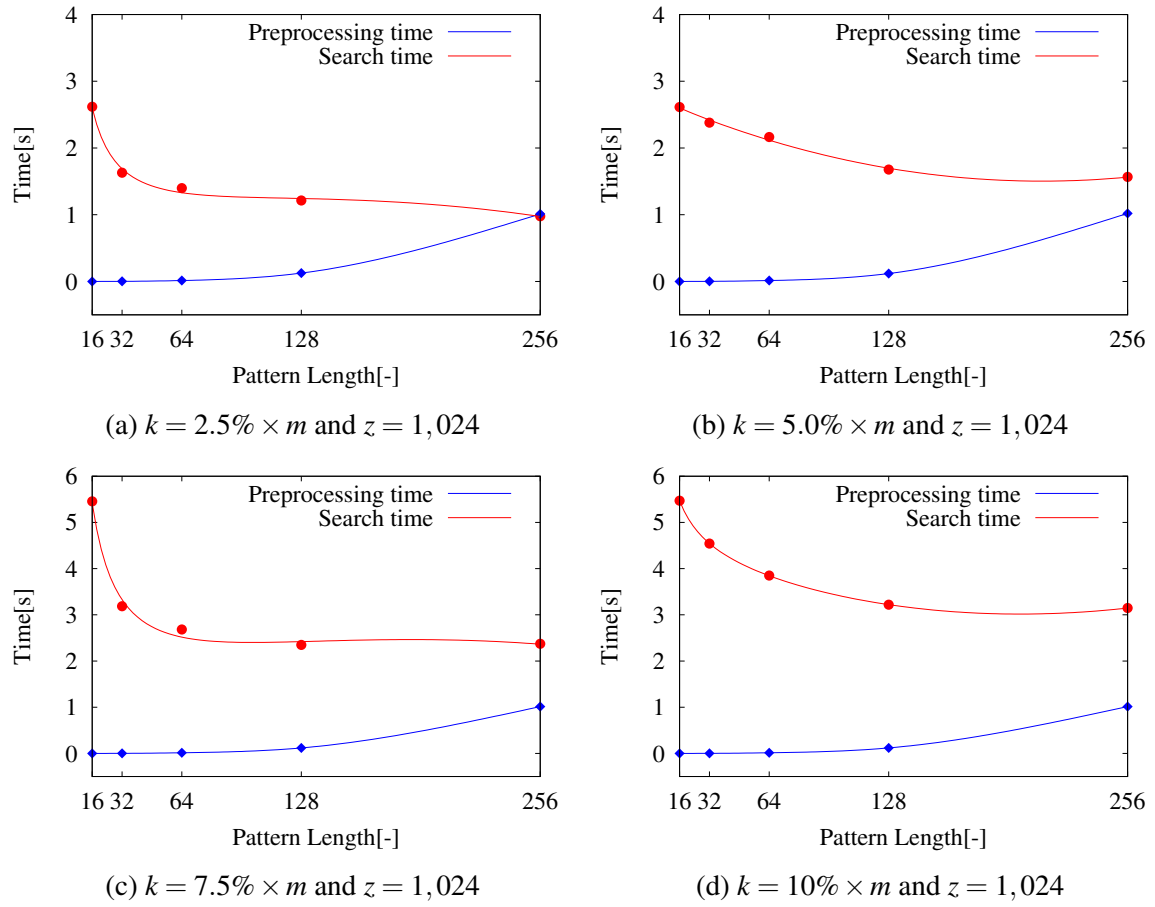 4
3
2
1
0
Time[s]
Preprocessing time
Search time
16 32 64 128 256
Pattern Length[-]
(a) k = 2.5% × m and z = 1,024
4
3
2
1
0
Time[s]
Preprocessing time
Search time
16 32 64 128 256
Pattern Length[-]
(b) k = 5.0% × m and z = 1,024
6
5
4
3
2
1
0
Time[s]
Preprocessing time
Search time
16 32 64 128 256
Pattern Length[-]
(c) k = 7.5% × m and z = 1,024
6
5
4
3
2
1
0
Time[s]
Preprocessing time
Search time
16 32 64 128 256
Pattern Length[-]
(d) k = 10% × m and z = 1,024